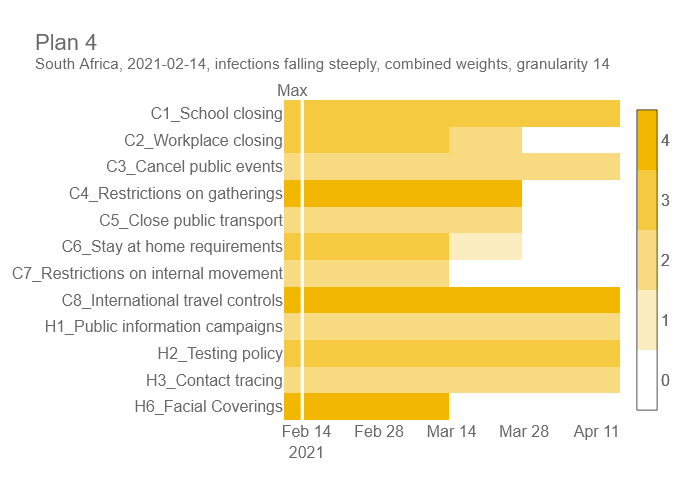 Plan 4
South Africa, 2021-02-14, infections falling steeply, combined weights, granularity 14
Max
C1_School closing
C2_Workplace closing
C3_Cancel public events
C4_Restrictions on gatherings
C5_Close public transport
C6_Stay at home requirements
C7_Restrictions on internal movement
C8_International travel controls
H1_Public information campaigns
H2_Testing policy
H3_Contact tracing
H6_Facial Coverings
Feb 14 Feb 28 Mar 14 Mar 28 Apr 11
2021
4
3
2
1
0